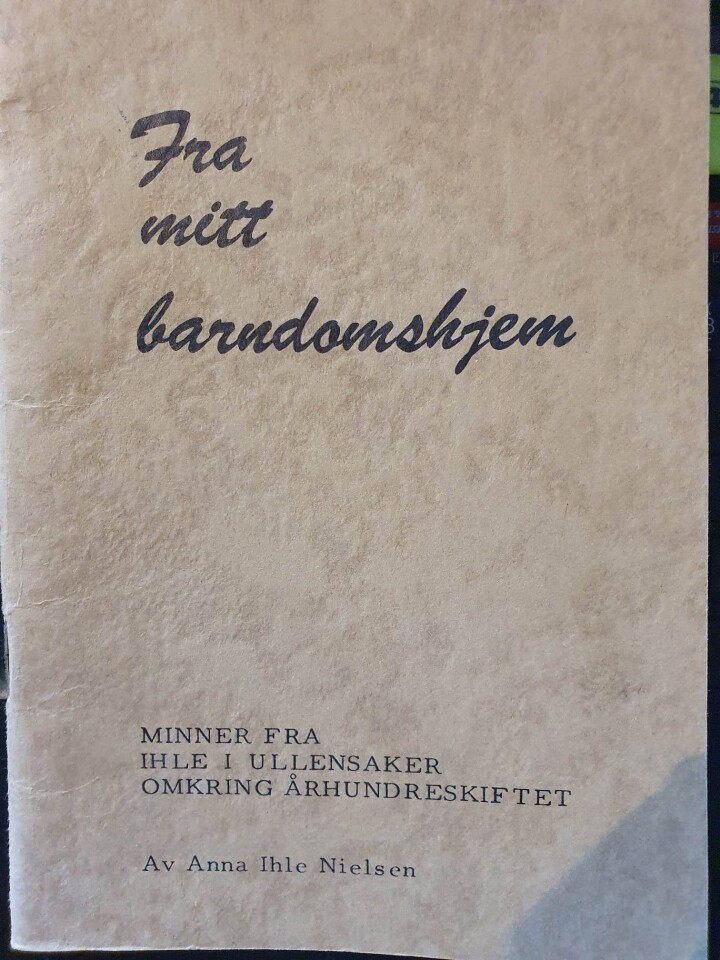 Fra
mitt
barndomshjem
MINNER FRA
IHLE I ULLENSAKER
OMKRING ÅRHUNDRESKIFTET
Av Anna Ihle Nielsen